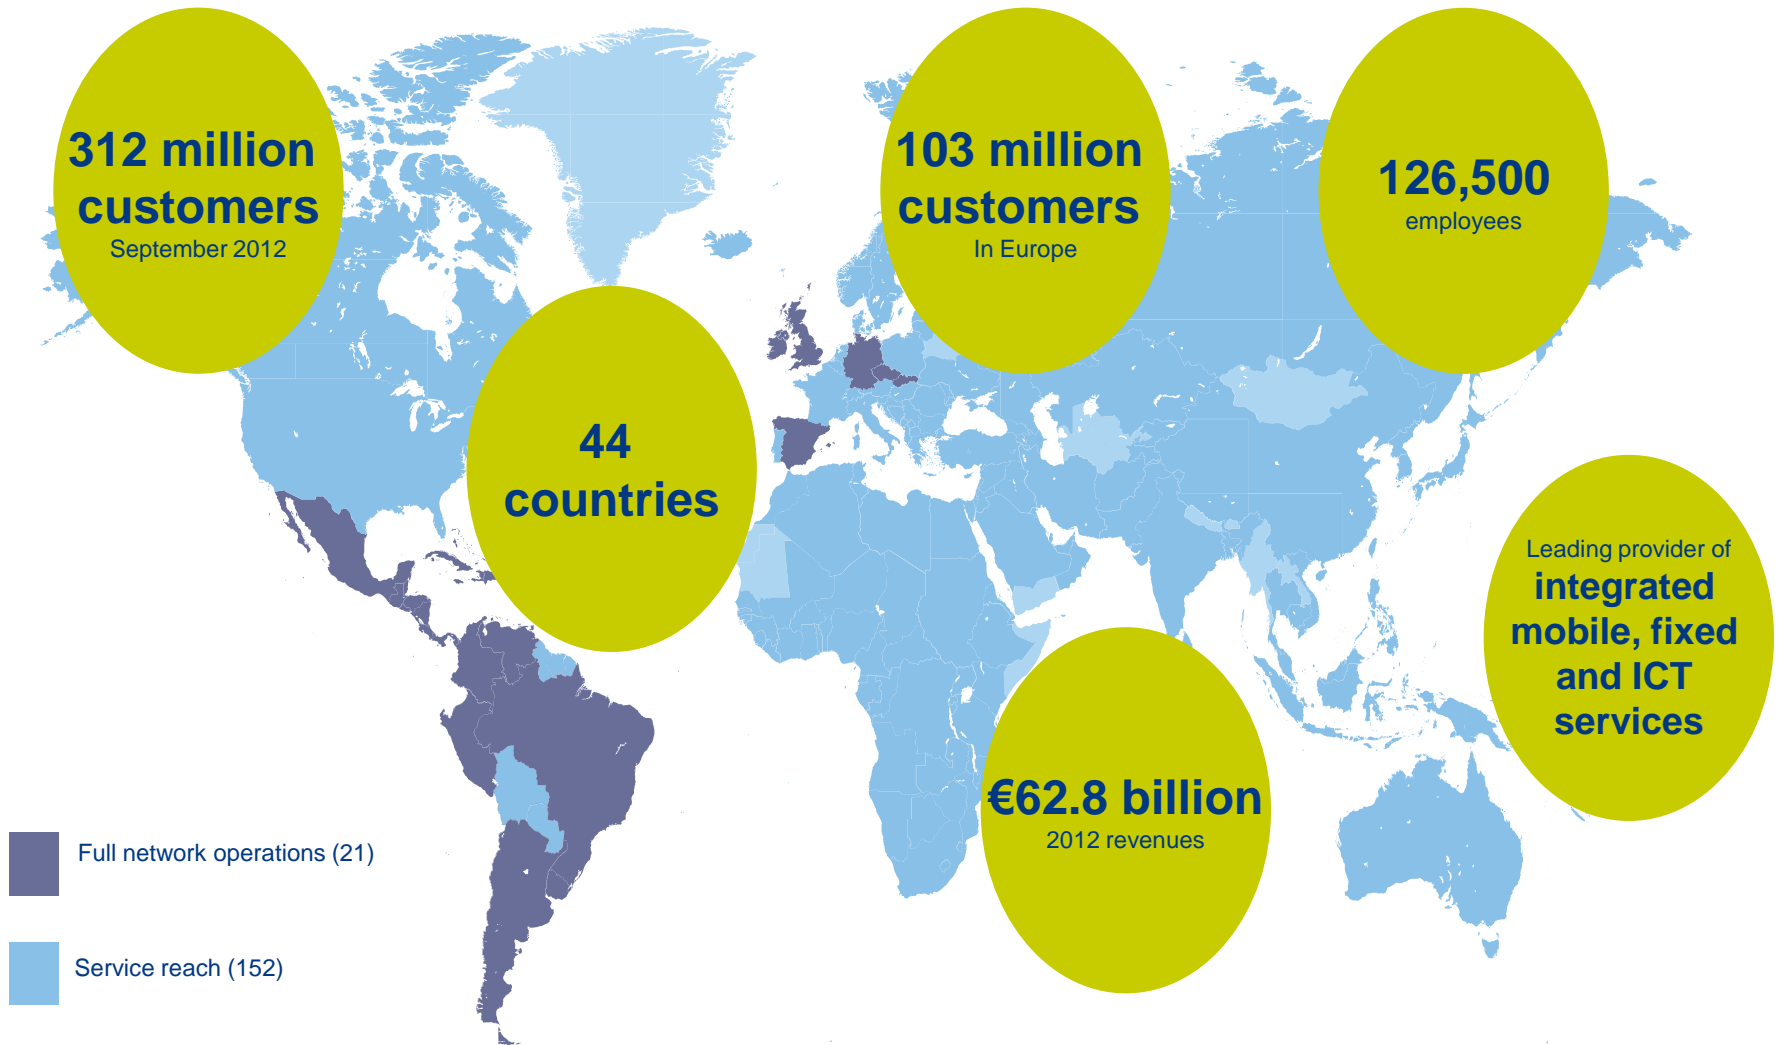 312 million
customers
September 2012
103 million
customers
In Europe
126,500
employees
44
countries
Leading provider of
integrated
mobile, fixed
and ICT
services
€62.8 billion
2012 revenues
Full network operations (21)
Service reach (152)